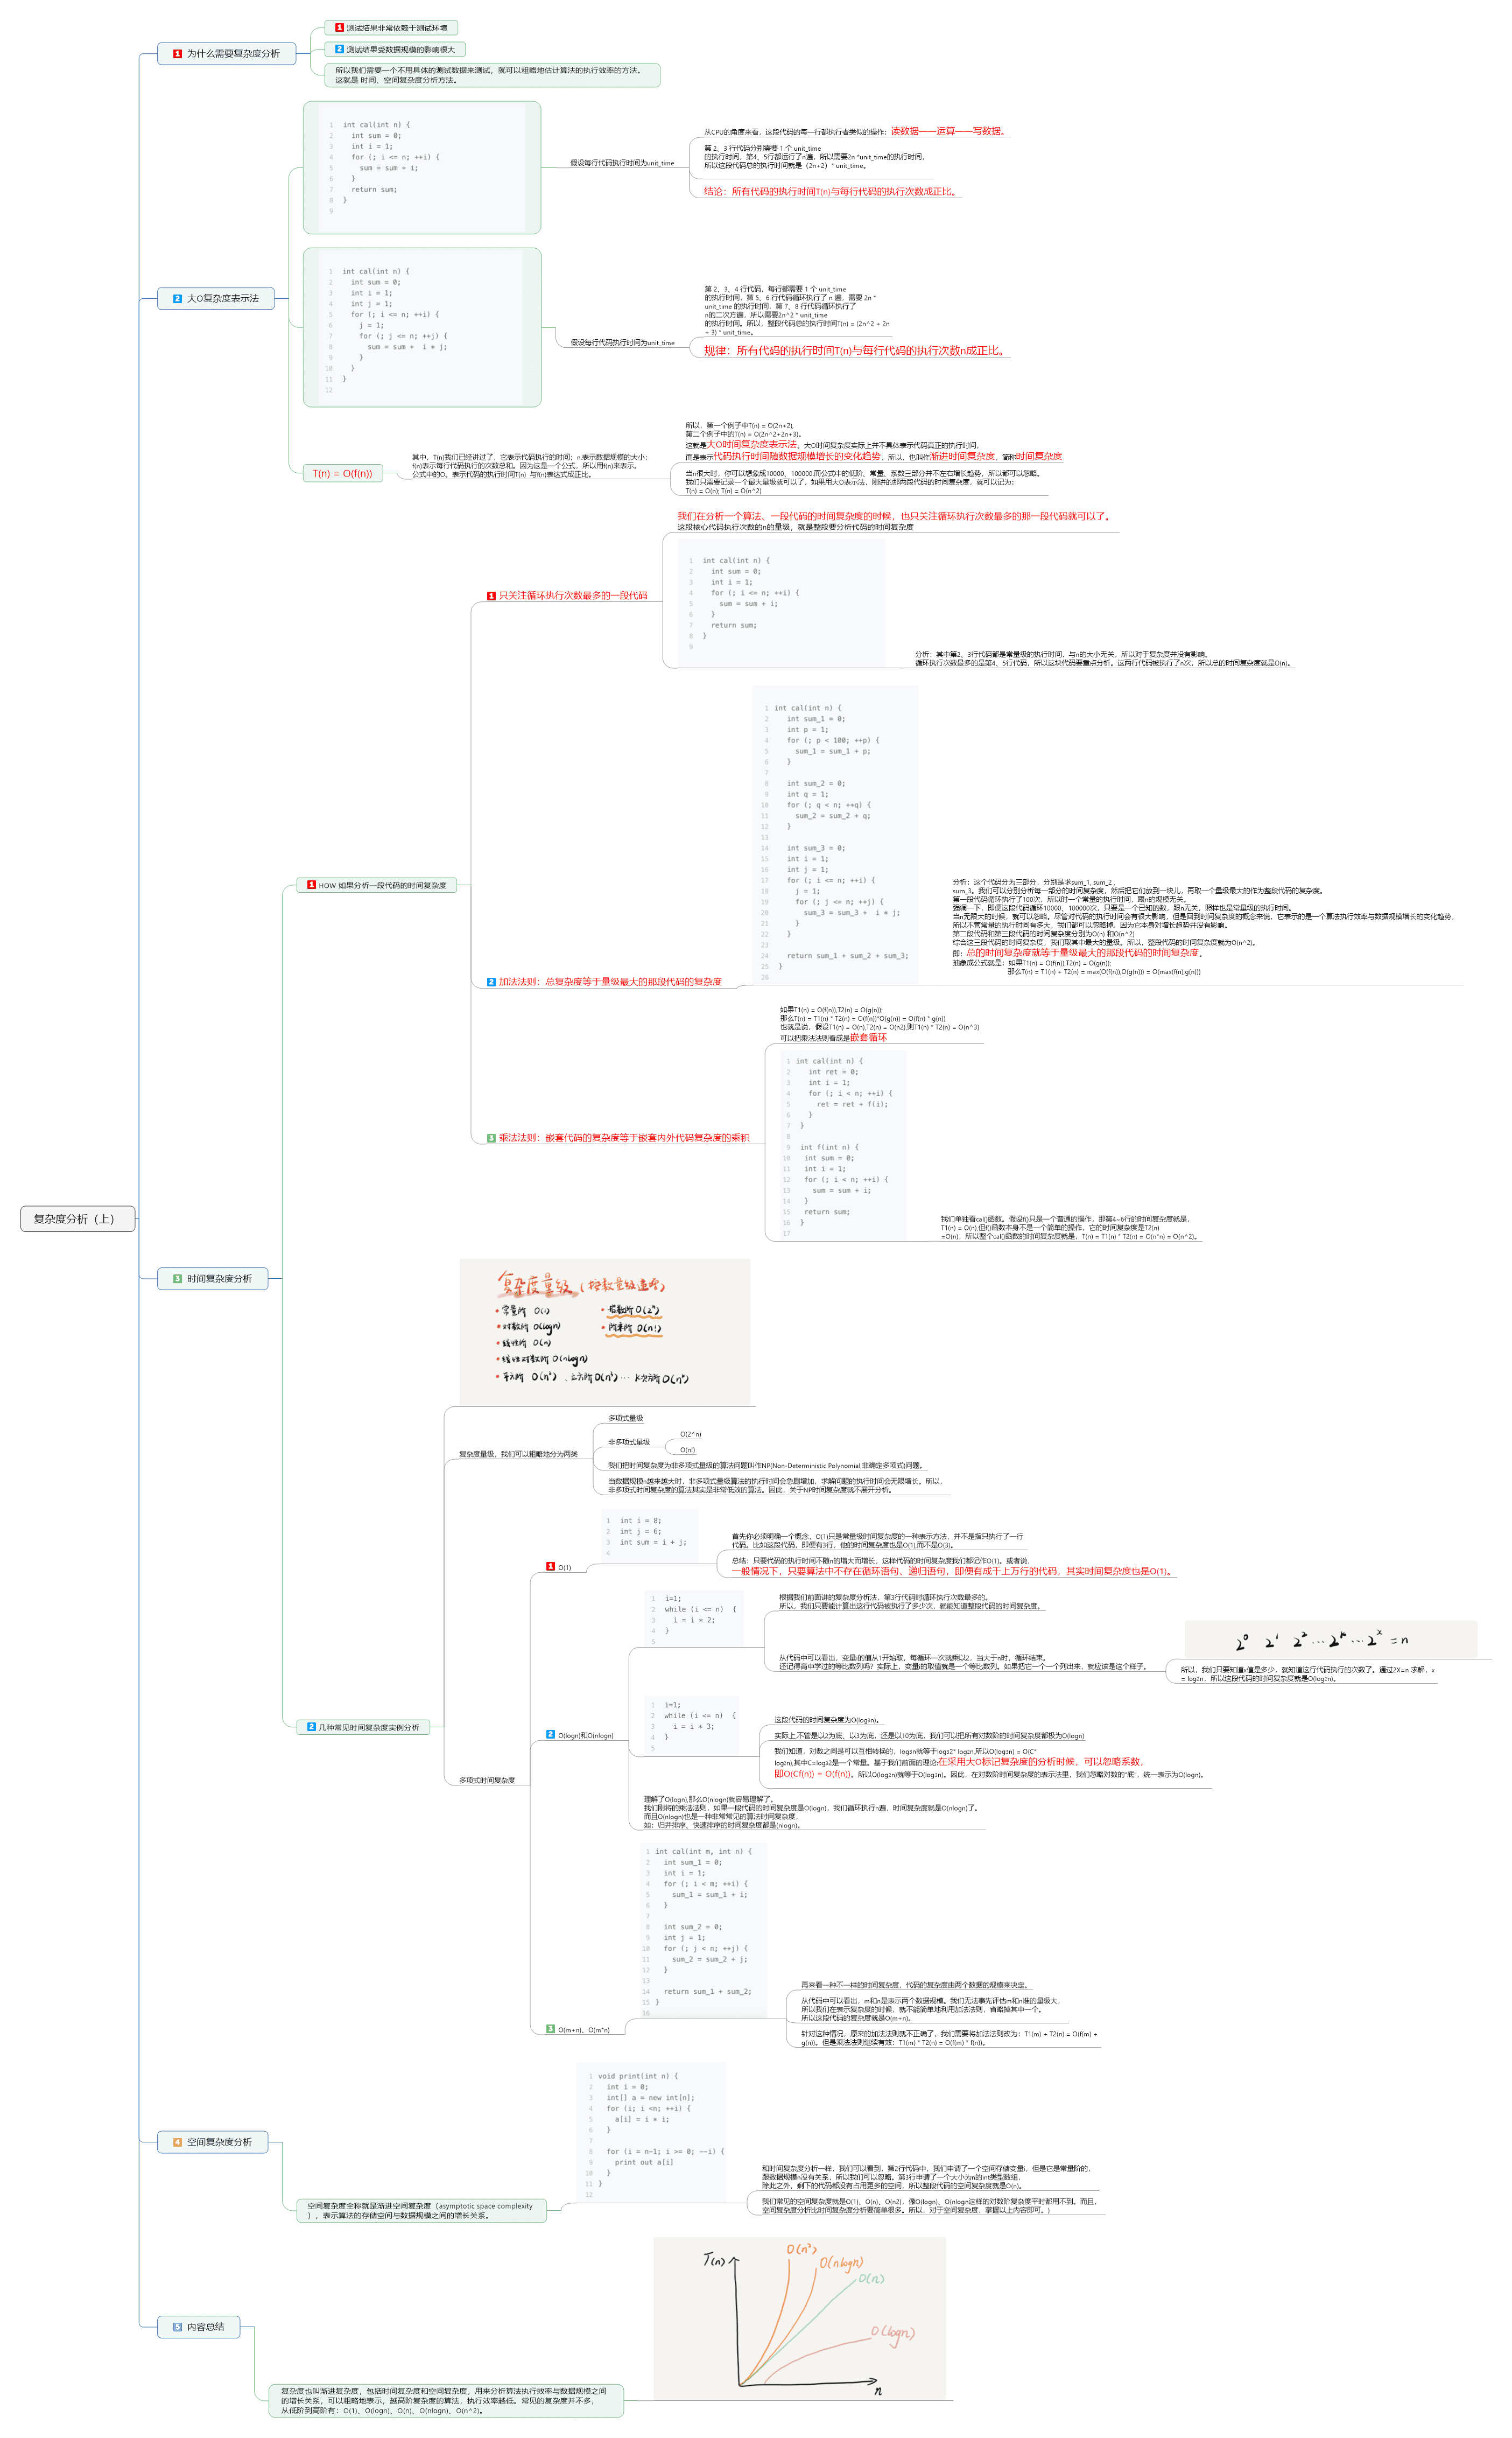 复杂度分析（上）
1 为什么需要复杂度分析
1 测试结果非常依赖于测试环境
2 测试结果受数据规模的影响很大
所以我们需要一个不用具体的测试数据来测试，就可以粗略地估计算法的执行效率的方法。
这就是 时间、空间复杂度分析方法。
2 大O复杂度表示法
1 int cal(int n) {
2 int sum = 0;
3 int i = 1;
4 for (; i <= n; ++i) {
5 sum = sum + i;
6 }
7 return sum;
8 }
9
假设每行代码执行时间为unit_time
从CPU的角度来看，这段代码的每一行都执行者类似的操作：读数据——运算——写数据。
第 2、3 行代码分别需要 1 个 unit_time
的执行时间，第4、5行都运行了n遍，所以需要2n *unit_time的执行时间，
所以这段代码总的执行时间就是（2n+2）* unit_time。
结论：所有代码的执行时间T(n)与每行代码的执行次数成正比。
1 int cal(int n) {
2 int sum = 0;
3 int i = 1;
4 int j = 1;
5 for (; i <= n; ++i) {
6 j = 1;
7 for (; j <= n; ++j) {
8 sum = sum + i * j;
9 }
10 }
11 }
12
假设每行代码执行时间为unit_time
第 2、3、4 行代码，每行都需要 1 个 unit_time
的执行时间，第 5、6 行代码循环执行了 n 遍，需要 2n *
unit_time 的执行时间，第 7、8 行代码循环执行了
n的二次方遍，所以需要2n^2 * unit_time
的执行时间。所以，整段代码总的执行时间T(n) = (2n^2 + 2n
+ 3) * unit_time。
规律：所有代码的执行时间T(n)与每行代码的执行次数n成正比。
T(n) = O(f(n))
其中，T(n)我们已经讲过了，它表示代码执行的时间；n.表示数据规模的大小；
f(n)表示每行代码执行的次数总和。因为这是一个公式，所以用f(n)来表示。
公式中的O。表示代码的执行时间T(n) 与f(n)表达式成正比。
所以，第一个例子中T(n) = O(2n+2),
第二个例子中的T(n) = O(2n^2+2n+3)。
这就是大O时间复杂度表示法。大O时间复杂度实际上并不具体表示代码真正的执行时间，
而是表示代码执行时间随数据规模增长的变化趋势，所以，也叫作渐进时间复杂度，简称时间复杂度
当n很大时，你可以想象成10000、100000.而公式中的低阶、常量、系数三部分并不左右增长趋势，所以都可以忽略。
我们只需要记录一个最大量级就可以了，如果用大O表示法，刚讲的那两段代码的时间复杂度，就可以记为：
T(n) = O(n); T(n) = O(n^2)
3 时间复杂度分析
1 HOW 如果分析一段代码的时间复杂度
1 只关注循环执行次数最多的一段代码
我们在分析一个算法、一段代码的时间复杂度的时候，也只关注循环执行次数最多的那一段代码就可以了。
这段核心代码执行次数的n的量级，就是整段要分析代码的时间复杂度
1 int cal(int n) {
2 int sum = 0;
3 int i = 1;
4 for (; i <= n; ++i) {
5 sum = sum + i;
6 }
7 return sum;
8 }
9
分析：其中第2、3行代码都是常量级的执行时间，与n的大小无关，所以对于复杂度并没有影响。
循环执行次数最多的是第4、5行代码，所以这块代码要重点分析。这两行代码被执行了n次，所以总的时间复杂度就是O(n)。
2 加法法则：总复杂度等于量级最大的那段代码的复杂度
1 int cal(int n) {
2 int sum_1 = 0;
3 int p = 1;
4 for (; p < 100; ++p) {
5 sum_1 = sum_1 + p;
6 }
7
8 int sum_2 = 0;
9 int q = 1;
10 for (; q < n; ++q) {
11 sum_2 = sum_2 + q;
12 }
13
14 int sum_3 = 0;
15 int i = 1;
16 int j = 1;
17 for (; i <= n; ++i) {
18 j = 1;
19 for (; j <= n; ++j) {
20 sum_3 = sum_3 + i * j;
21 }
22 }
23
24 return sum_1 + sum_2 + sum_3;
25 }
26
分析：这个代码分为三部分，分别是求sum_1, sum_2 ,
sum_3。我们可以分别分析每一部分的时间复杂度，然后把它们放到一块儿，再取一个量级最大的作为整段代码的复杂度。
第一段代码循环执行了100次，所以时一个常量的执行时间，跟n的规模无关。
强调一下，即便这段代码循环10000、100000次，只要是一个已知的数，跟n无关，照样也是常量级的执行时间。
当n无限大的时候，就可以忽略。尽管对代码的执行时间会有很大影响，但是回到时间复杂度的概念来说，它表示的是一个算法执行效率与数据规模增长的变化趋势，
所以不管常量的执行时间有多大，我们都可以忽略掉。因为它本身对增长趋势并没有影响。
第二段代码和第三段代码的时间复杂度分别为O(n) 和O(n^2)
综合这三段代码的时间复杂度，我们取其中最大的量级。所以，整段代码的时间复杂度就为O(n^2)。
即：总的时间复杂度就等于量级最大的那段代码的时间复杂度。
抽象成公式就是：如果T1(n) = O(f(n)),T2(n) = O(g(n));
那么T(n) = T1(n) + T2(n) = max(O(f(n)),O(g(n))) = O(max(f(n),g(n)))
3 乘法法则：嵌套代码的复杂度等于嵌套内外代码复杂度的乘积
如果T1(n) = O(f(n)),T2(n) = O(g(n));
那么T(n) = T1(n) * T2(n) = O(f(n))*O(g(n)) = O(f(n) * g(n))
也就是说，假设T1(n) = O(n),T2(n) = O(n2),则T1(n) * T2(n) = O(n^3)
可以把乘法法则看成是嵌套循环
1 int cal(int n) {
2 int ret = 0;
3 int i = 1;
4 for (; i < n; ++i) {
5 ret = ret + f(i);
6 }
7 }
8
9 int f(int n) {
10 int sum = 0;
11 int i = 1;
12 for (; i < n; ++i) {
13 sum = sum + i;
14 }
15 return sum;
16 }
17
我们单独看cal()函数。假设f()只是一个普通的操作，那第4~6行的时间复杂度就是，
T1(n) = O(n);但f()函数本身不是一个简单的操作，它的时间复杂度是T2(n)
=O(n)，所以整个cal()函数的时间复杂度就是，T(n) = T1(n) * T2(n) = O(n*n) = O(n^2)。
2 几种常见时间复杂度实例分析
复杂度量级（按数量级递增）
常量阶 O(1)
对数阶 O(logn)
线性阶 O(n)
线性对数阶 O(nlogn)
平方阶 O(n²)、立方阶 O(n³)… k次方阶 O(nᵏ)
指数阶 O(2ⁿ)
阶乘阶 O(n!)
复杂度量级，我们可以粗略地分为两类
多项式量级
非多项式量级
O(2^n)
O(n!)
我们把时间复杂度为非多项式量级的算法问题叫作NP(Non-Deterministic Polynomial,非确定多项式)问题。
当数据规模n越来越大时，非多项式量级算法的执行时间会急剧增加，求解问题的执行时间会无限增长。所以，
非多项式时间复杂度的算法其实是非常低效的算法。因此，关于NP时间复杂度就不展开分析。
多项式时间复杂度
1 O(1)
1 int i = 8;
2 int j = 6;
3 int sum = i + j;
4
首先你必须明确一个概念，O(1)只是常量级时间复杂度的一种表示方法，并不是指只执行了一行
代码。比如这段代码，即便有3行，他的时间复杂度也是O(1),而不是O(3)。
总结：只要代码的执行时间不随n的增大而增长，这样代码的时间复杂度我们都记作O(1)。或者说，
一般情况下，只要算法中不存在循环语句、递归语句，即便有成千上万行的代码，其实时间复杂度也是O(1)。
2 O(logn)和O(nlogn)
1 i=1;
2 while (i <= n) {
3 i = i * 2;
4 }
5
根据我们前面讲的复杂度分析法，第3行代码时循环执行次数最多的。
所以，我们只要能计算出这行代码被执行了多少次，就能知道整段代码的时间复杂度。
从代码中可以看出，变量i的值从1开始取，每循环一次就乘以2。当大于n时，循环结束。
还记得高中学过的等比数列吗？实际上，变量i的取值就是一个等比数列。如果把它一个一个列出来，就应该是这个样子。
2⁰ 2¹ 2² … 2ᵏ … 2ˣ = n
所以，我们只要知道x值是多少，就知道这行代码执行的次数了。通过2X=n 求解，x
= log₂n，所以这段代码的时间复杂度就是O(log₂n)。
1 i=1;
2 while (i <= n) {
3 i = i * 3;
4 }
5
这段代码的时间复杂度为O(log₃n)。
实际上,不管是以2为底、以3为底，还是以10为底，我们可以把所有对数阶的时间复杂度都极为O(logn)
我们知道，对数之间是可以互相转换的，log₃n就等于log₃2* log₂n,所以O(log₃n) = O(C*
log₂n),其中C=log₃2是一个常量。基于我们前面的理论:在采用大O标记复杂度的分析时候，可以忽略系数，
即O(Cf(n)) = O(f(n))。所以O(log₂n)就等于O(log₃n)。因此，在对数阶时间复杂度的表示法里，我们忽略对数的"底"，统一表示为O(logn)。
理解了O(logn),那么O(nlogn)就容易理解了。
我们刚将的乘法法则，如果一段代码的时间复杂度是O(logn)，我们循环执行n遍，时间复杂度就是O(nlogn)了。
而且O(nlogn)也是一种非常常见的算法时间复杂度，
如：归并排序、快速排序的时间复杂度都是(nlogn)。
3 O(m+n)、O(m*n)
1 int cal(int m, int n) {
2 int sum_1 = 0;
3 int i = 1;
4 for (; i < m; ++i) {
5 sum_1 = sum_1 + i;
6 }
7
8 int sum_2 = 0;
9 int j = 1;
10 for (; j < n; ++j) {
11 sum_2 = sum_2 + j;
12 }
13
14 return sum_1 + sum_2;
15 }
16
再来看一种不一样的时间复杂度，代码的复杂度由两个数据的规模来决定。
从代码中可以看出，m和n是表示两个数据规模。我们无法事先评估m和n谁的量级大，
所以我们在表示复杂度的时候，就不能简单地利用加法法则，省略掉其中一个。
所以这段代码的复杂度就是O(m+n)。
针对这种情况，原来的加法法则就不正确了，我们需要将加法法则改为：T1(m) + T2(n) = O(f(m) +
g(n))。但是乘法法则继续有效：T1(m) * T2(n) = O(f(m) * f(n))。
4 空间复杂度分析
空间复杂度全称就是渐进空间复杂度（asymptotic space complexity
），表示算法的存储空间与数据规模之间的增长关系。
1 void print(int n) {
2 int i = 0;
3 int[] a = new int[n];
4 for (i; i <n; ++i) {
5 a[i] = i * i;
6 }
7
8 for (i = n-1; i >= 0; --i) {
9 print out a[i]
10 }
11 }
12
和时间复杂度分析一样，我们可以看到，第2行代码中，我们申请了一个空间存储变量i，但是它是常量阶的，
跟数据规模n没有关系，所以我们可以忽略。第3行申请了一个大小为n的int类型数组，
除此之外，剩下的代码都没有占用更多的空间，所以整段代码的空间复杂度就是O(n)。
我们常见的空间复杂度就是O(1)、O(n)、O(n2)，像O(logn)、O(nlogn这样的对数阶复杂度平时都用不到。而且，
空间复杂度分析比时间复杂度分析要简单很多。所以，对于空间复杂度，掌握以上内容即可。)
5 内容总结
复杂度也叫渐进复杂度，包括时间复杂度和空间复杂度，用来分析算法执行效率与数据规模之间
的增长关系，可以粗略地表示，越高阶复杂度的算法，执行效率越低。常见的复杂度并不多，
从低阶到高阶有：O(1)、O(logn)、O(n)、O(nlogn)、O(n^2)。
T(n)
O(n²)
O(nlogn)
O(n)
O(logn)
n